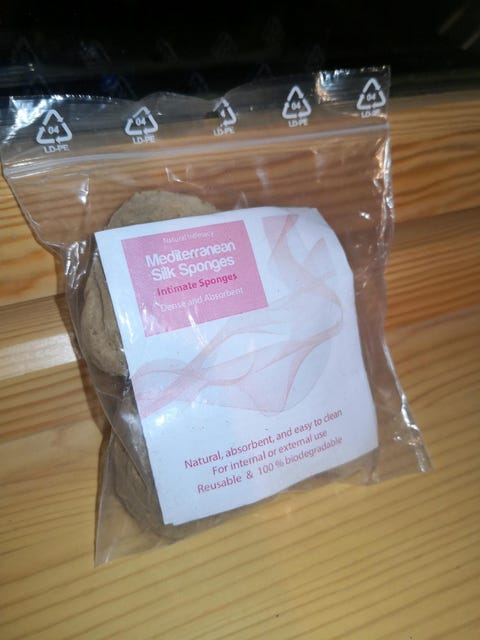 04 04 04 04 04
LD-PE LD-PE LD-PE LD-PE LD-PE
Natural Intimacy
Mediterranean
Silk Sponges
Intimate Sponges
Dense and Absorbent
Natural, absorbent, and easy to clean
For internal or external use
Reusable & 100 % biodegradable